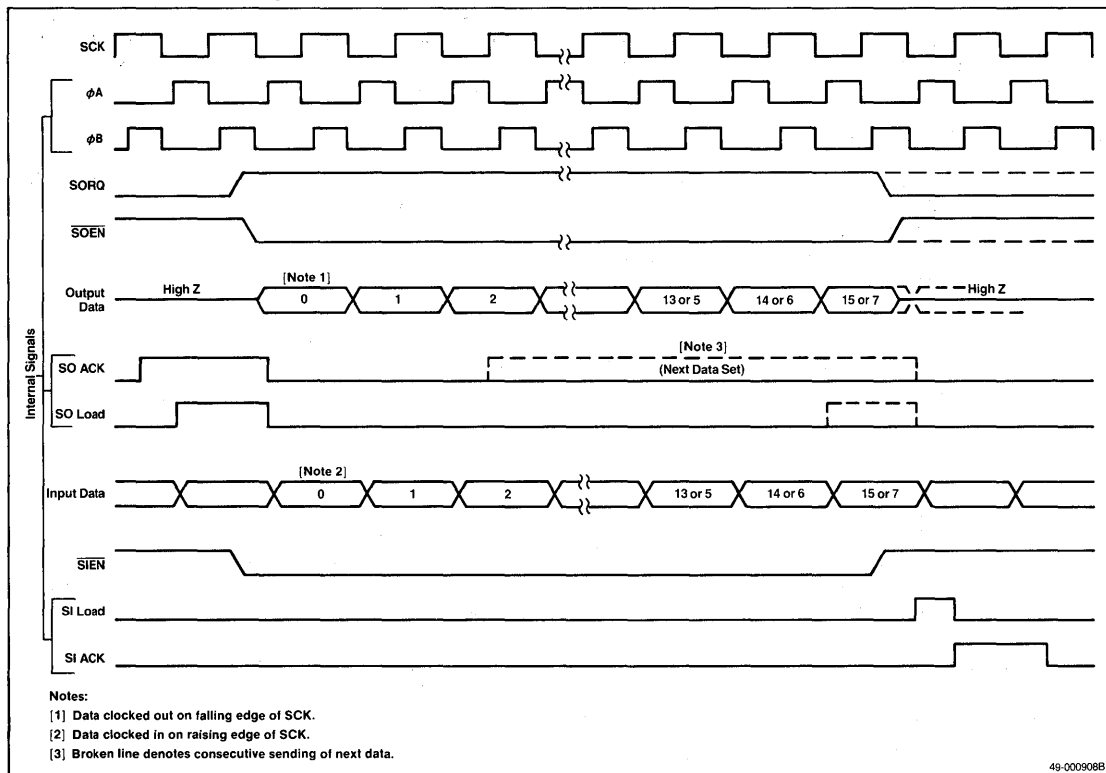 SCK
ϕA
ϕB
SORQ
SOEN
[Note 1]
Output Data
High Z
0
1
2
13 or 5
14 or 6
15 or 7
High Z
Internal Signals
SO ACK
[Note 3]
(Next Data Set)
SO Load
[Note 2]
Input Data
0
1
2
13 or 5
14 or 6
15 or 7
SIEN
SI Load
SI ACK
Notes:
[1] Data clocked out on falling edge of SCK.
[2] Data clocked in on raising edge of SCK.
[3] Broken line denotes consecutive sending of next data.
49-000908B